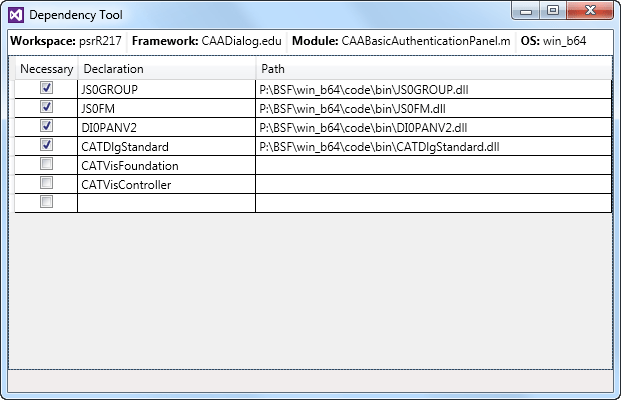 Dependency Tool
Workspace: psrR217 Framework: CAADialog.edu Module: CAABasicAuthenticationPanel.m OS: win_b64
Necessary Declaration Path
JS0GROUP P:\BSF\win_b64\code\bin\JS0GROUP.dll
JS0FM P:\BSF\win_b64\code\bin\JS0FM.dll
DI0PANV2 P:\BSF\win_b64\code\bin\DI0PANV2.dll
CATDlgStandard P:\BSF\win_b64\code\bin\CATDlgStandard.dll
CATVisFoundation
CATVisController